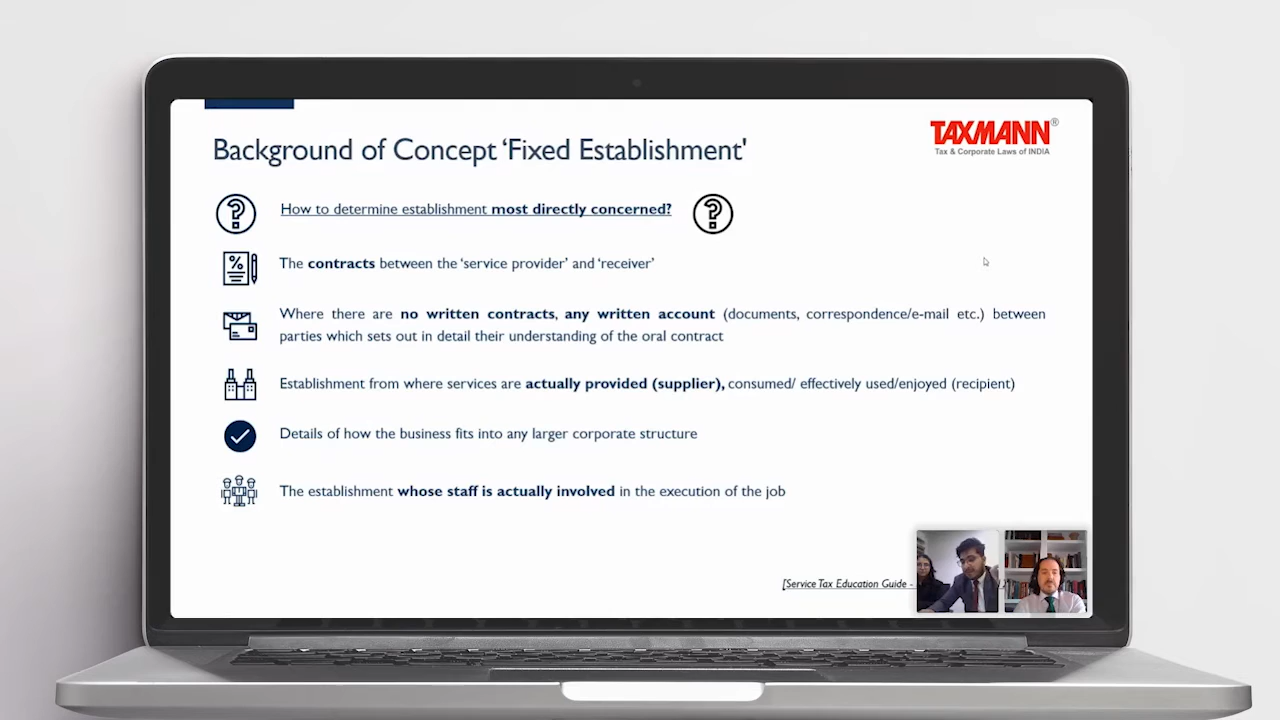 TAXMANN®
Tax & Corporate Laws of INDIA
Background of Concept ‘Fixed Establishment'
How to determine establishment most directly concerned?
The contracts between the ‘service provider’ and ‘receiver’
Where there are no written contracts, any written account (documents, correspondence/e-mail etc.) between
parties which sets out in detail their understanding of the oral contract
Establishment from where services are actually provided (supplier), consumed/ effectively used/enjoyed (recipient)
Details of how the business fits into any larger corporate structure
The establishment whose staff is actually involved in the execution of the job
[Service Tax Education Guide -